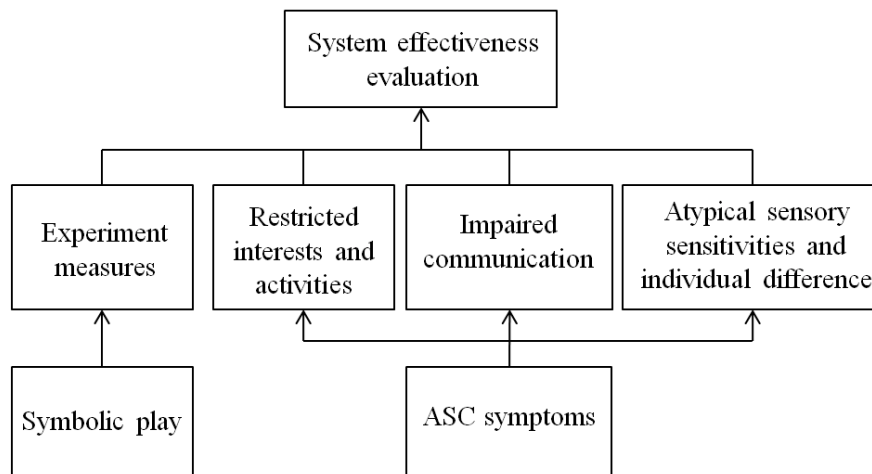 System effectiveness
evaluation
Experiment
measures
Restricted
interests and
activities
Impaired
communication
Atypical sensory
sensitivities and
individual difference
Symbolic play
ASC symptoms